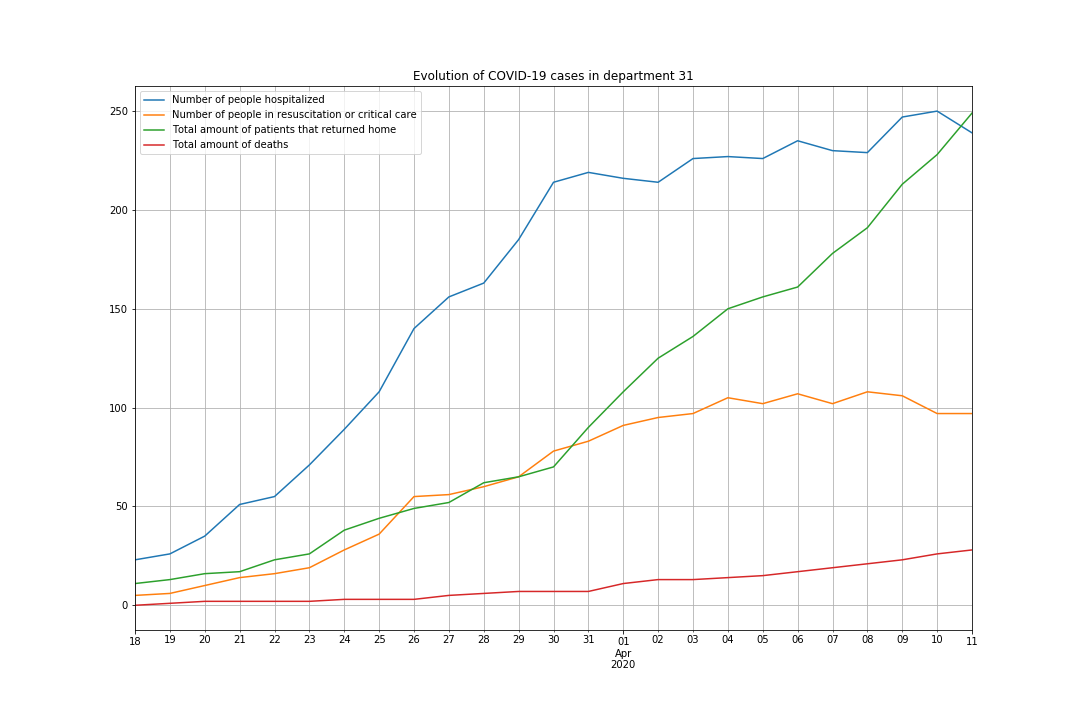 Evolution of COVID-19 cases in department 31
Number of people hospitalized
Number of people in resuscitation or critical care
Total amount of patients that returned home
Total amount of deaths
250
200
150
100
50
0
18 19 20 21 22 23 24 25 26 27 28 29 30 31 01 02 03 04 05 06 07 08 09 10 11
Apr
2020